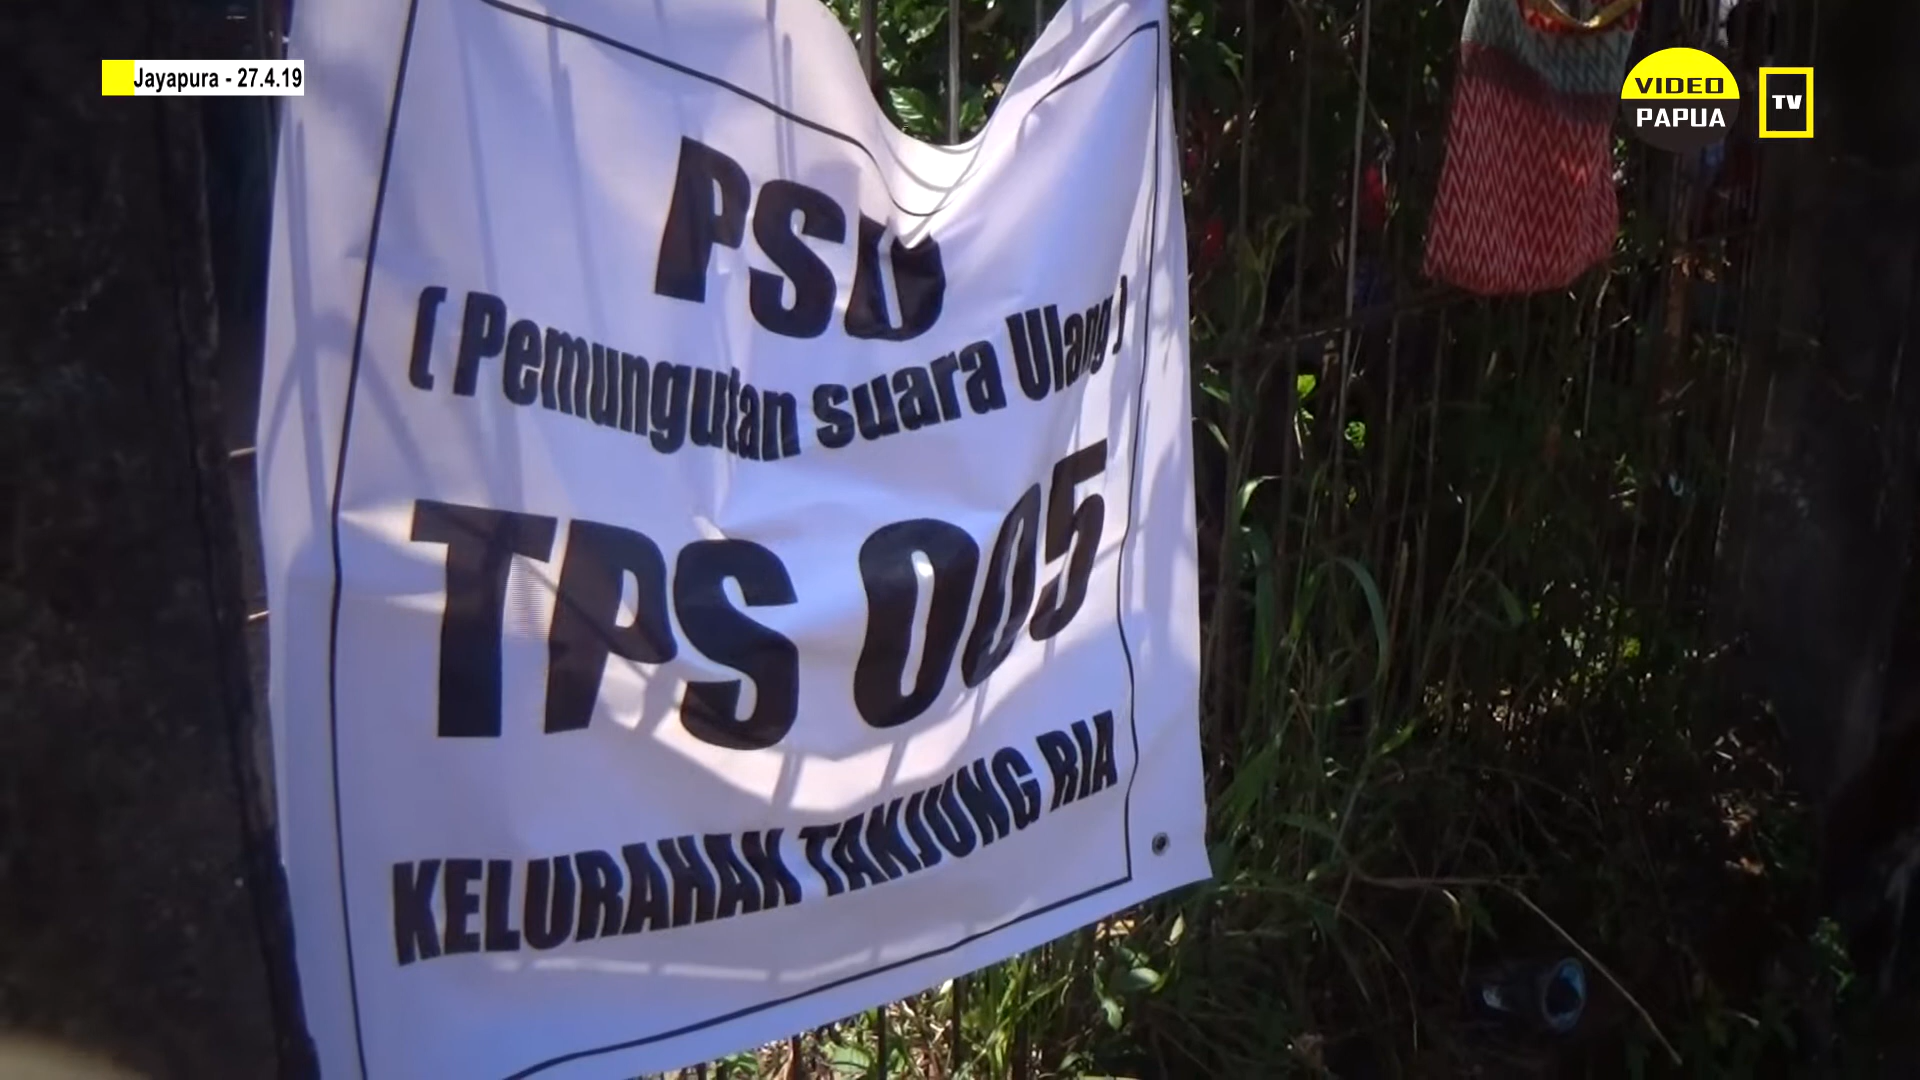 Jayapura - 27.4.19
VIDEO
PAPUA
TV
PSU
( Pemungutan suara Ulang )
TPS 005
KELURAHAN TANJUNG RIA